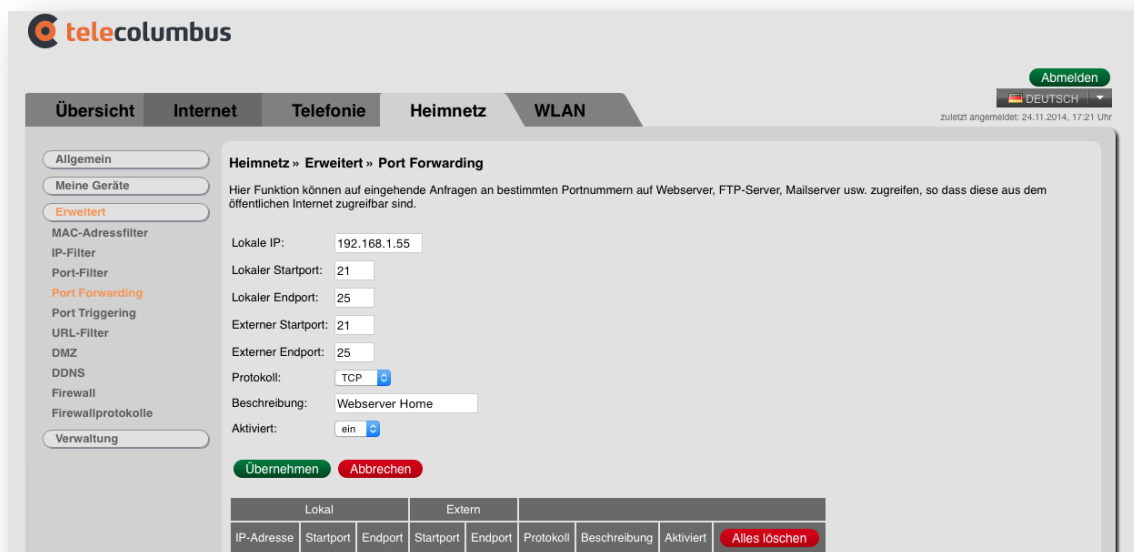 telecolumbus
Abmelden
DEUTSCH
zuletzt angemeldet: 24.11.2014, 17:21 Uhr
Übersicht Internet Telefonie Heimnetz WLAN
Allgemein
Meine Geräte
Erweitert
MAC-Adressfilter
IP-Filter
Port-Filter
Port Forwarding
Port Triggering
URL-Filter
DMZ
DDNS
Firewall
Firewallprotokolle
Verwaltung
Heimnetz » Erweitert » Port Forwarding
Hier Funktion können auf eingehende Anfragen an bestimmten Portnummern auf Webserver, FTP-Server, Mailserver usw. zugreifen, so dass diese aus dem
öffentlichen Internet zugreifbar sind.
Lokale IP: 192.168.1.55
Lokaler Startport: 21
Lokaler Endport: 25
Externer Startport: 21
Externer Endport: 25
Protokoll: TCP
Beschreibung: Webserver Home
Aktiviert: ein
Übernehmen Abbrechen
Lokal Extern
IP-Adresse Startport Endport Startport Endport Protokoll Beschreibung Aktiviert Alles löschen